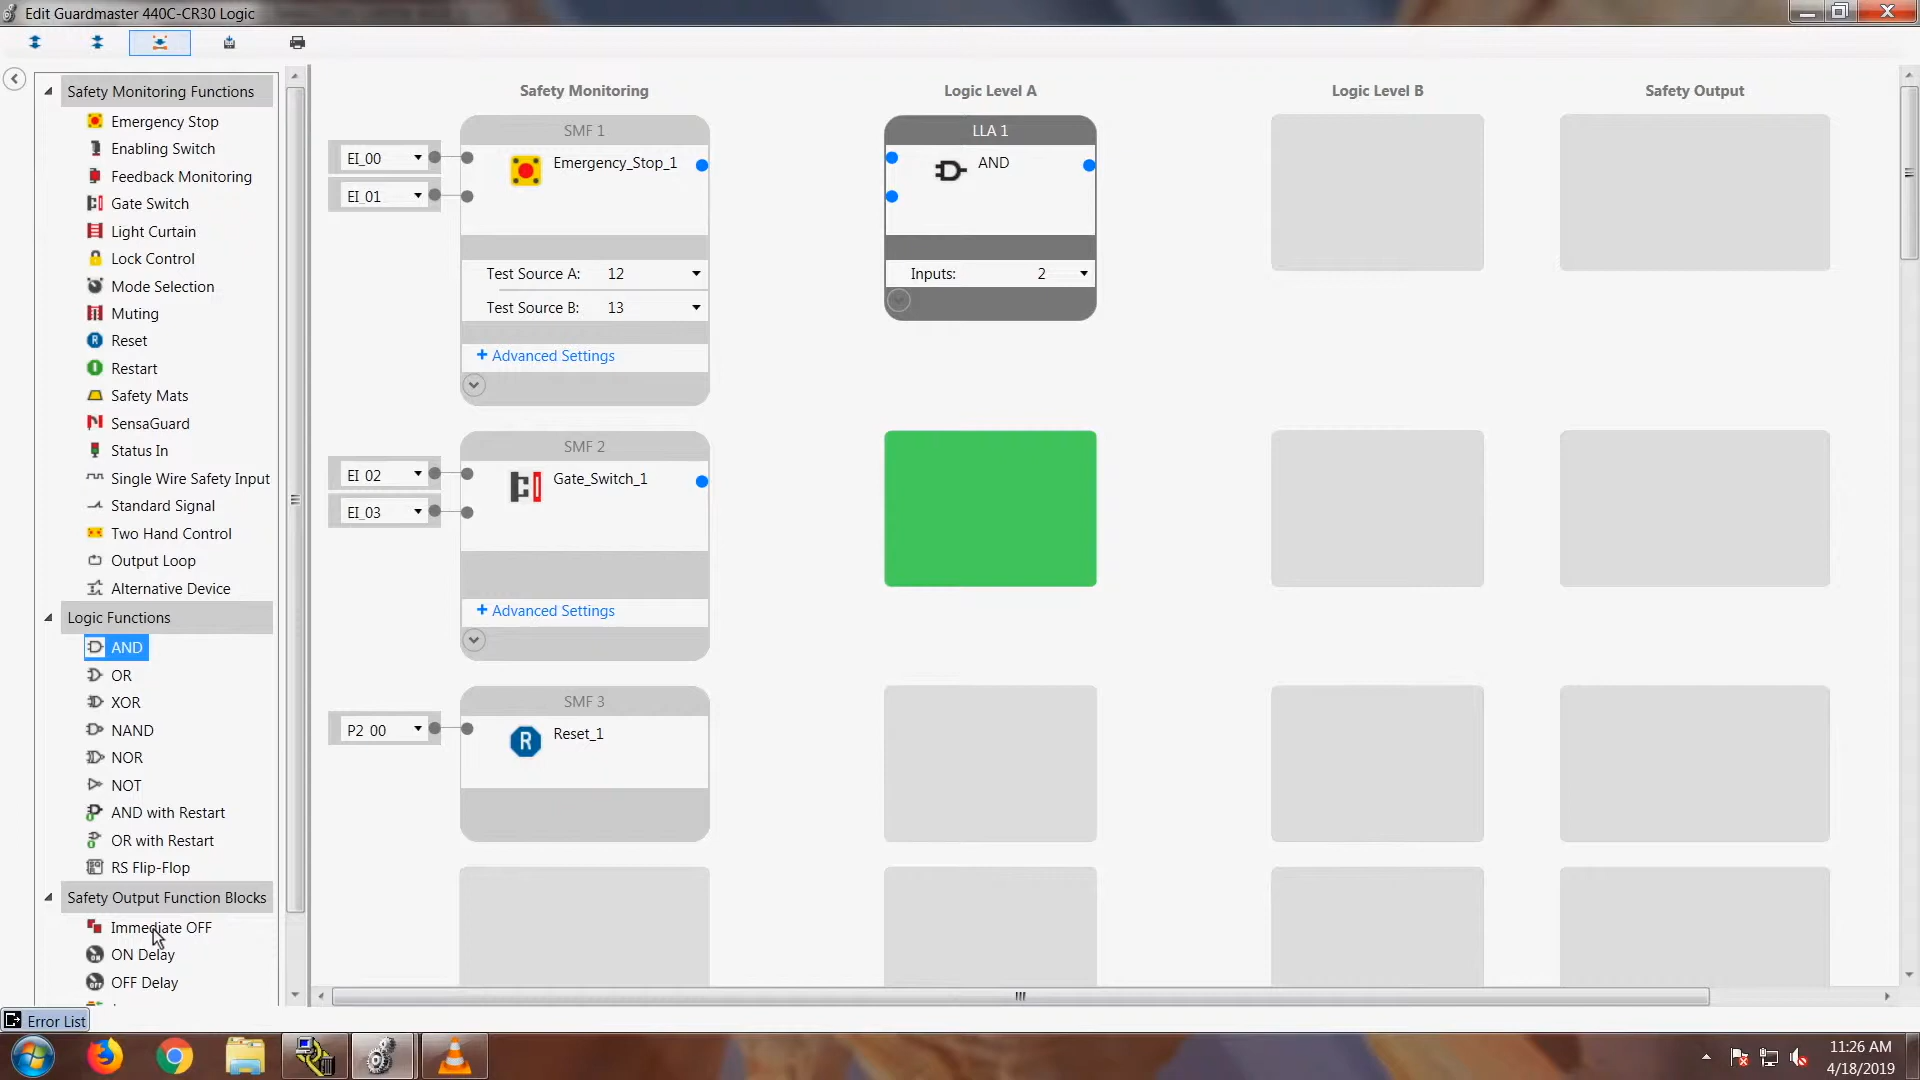 Edit Guardmaster 440C-CR30 Logic
Safety Monitoring Functions
Emergency Stop
Enabling Switch
Feedback Monitoring
Gate Switch
Light Curtain
Lock Control
Mode Selection
Muting
Reset
Restart
Safety Mats
SensaGuard
Status In
Single Wire Safety Input
Standard Signal
Two Hand Control
Output Loop
Alternative Device
Logic Functions
AND
OR
XOR
NAND
NOR
NOT
AND with Restart
OR with Restart
RS Flip-Flop
Safety Output Function Blocks
Immediate OFF
ON Delay
OFF Delay
Safety Monitoring
Logic Level A
Logic Level B
Safety Output
EI_00
EI_01
SMF 1
Emergency_Stop_1
Test Source A: 12
Test Source B: 13
+ Advanced Settings
LLA 1
AND
Inputs: 2
EI_02
EI_03
SMF 2
Gate_Switch_1
+ Advanced Settings
P2_00
SMF 3
R
Reset_1
Error List
11:26 AM
4/18/2019